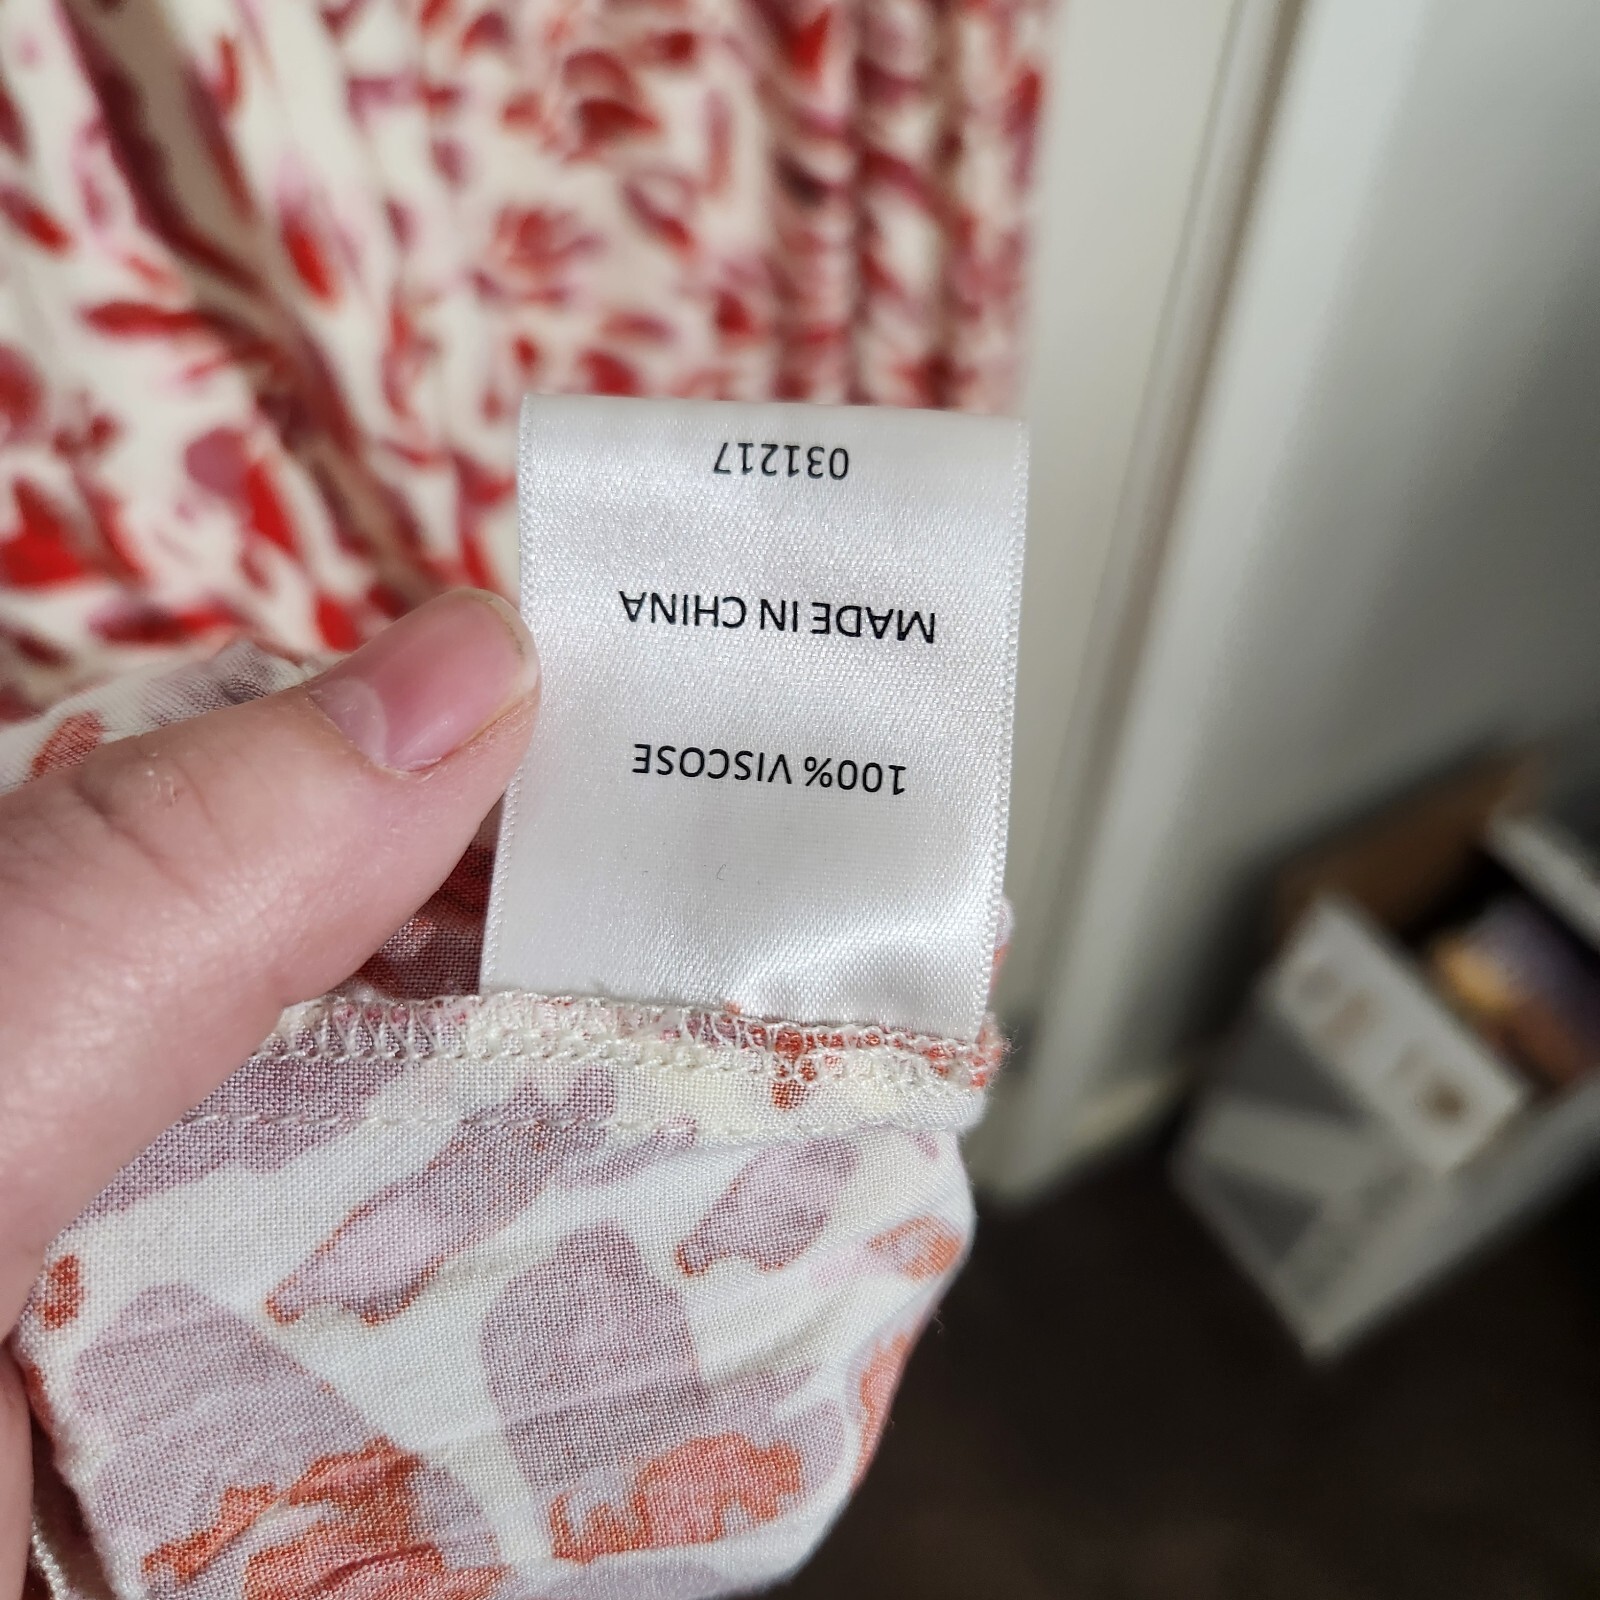 100% VISCOSE
MADE IN CHINA
031217